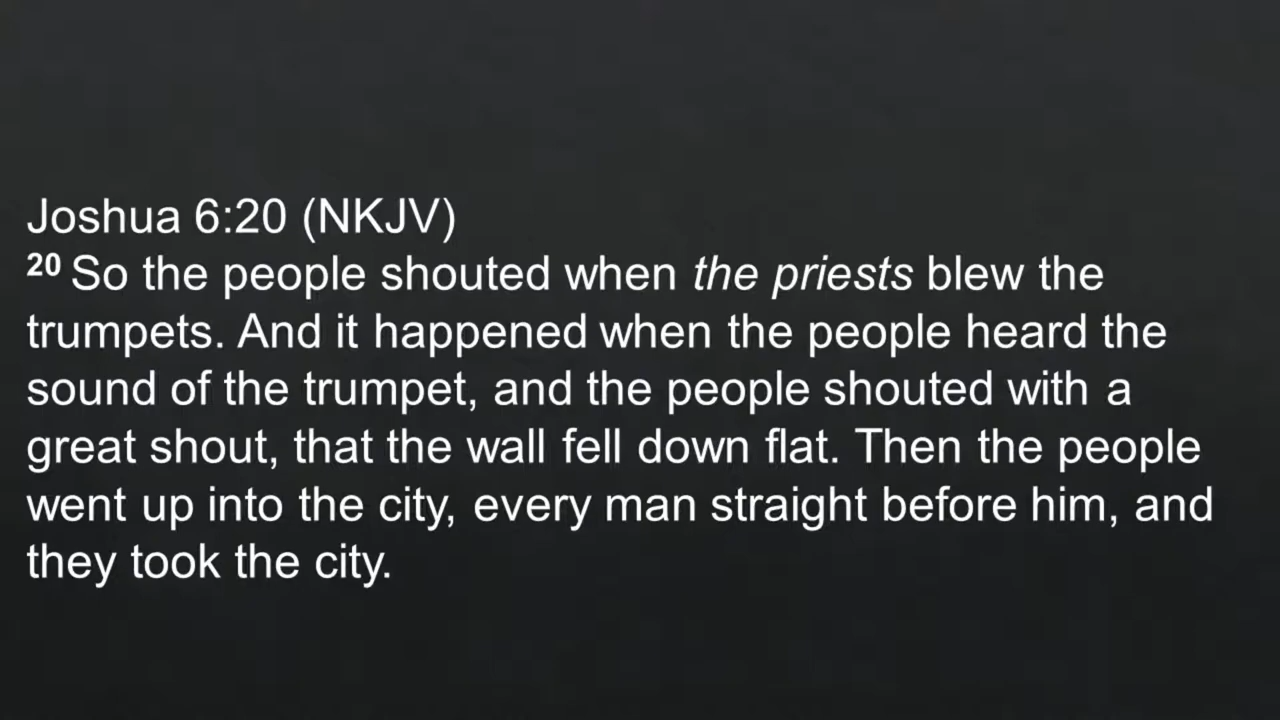 Joshua 6:20 (NKJV)
20 So the people shouted when the priests blew the
trumpets. And it happened when the people heard the
sound of the trumpet, and the people shouted with a
great shout, that the wall fell down flat. Then the people
went up into the city, every man straight before him, and
they took the city.